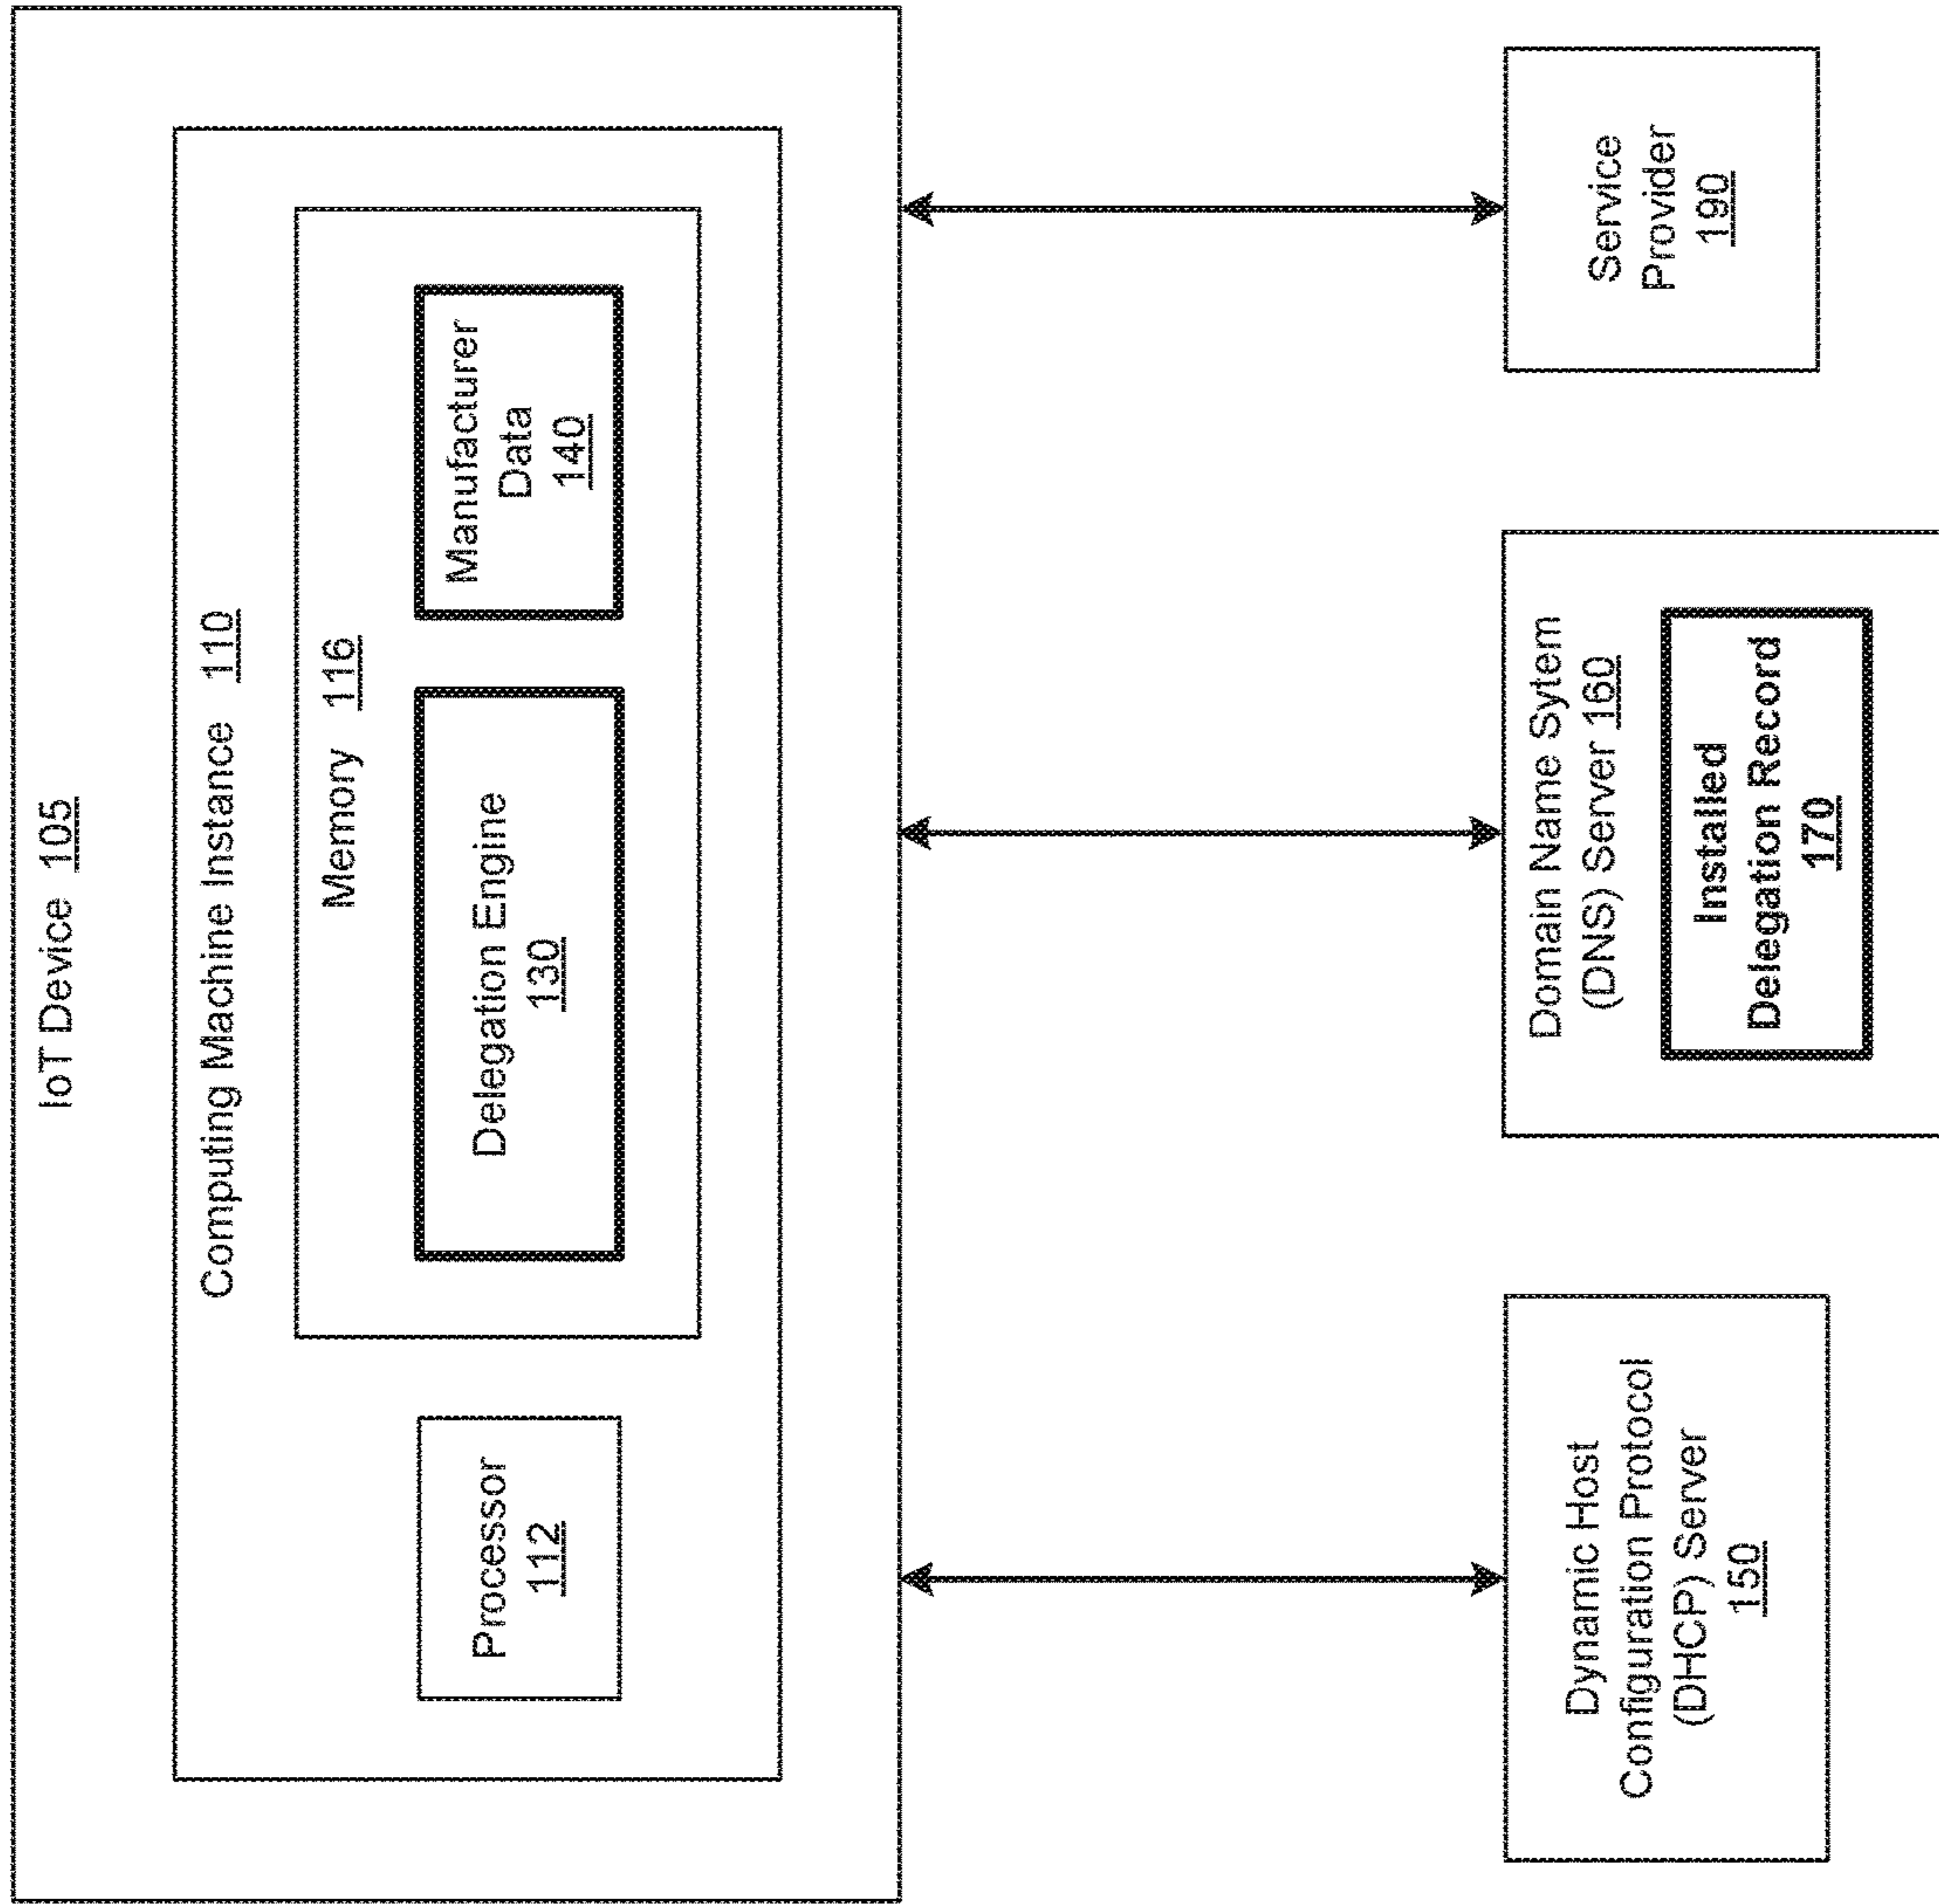 IoT Device 105
Computing Machine Instance 110
Memory 116
Processor
112
Delegation Engine
130
Manufacturer
Data
140
Dynamic Host
Configuration Protocol
(DHCP) Server
150
Domain Name Sytem
(DNS) Server 160
Installed
Delegation Record
170
Service
Provider
190